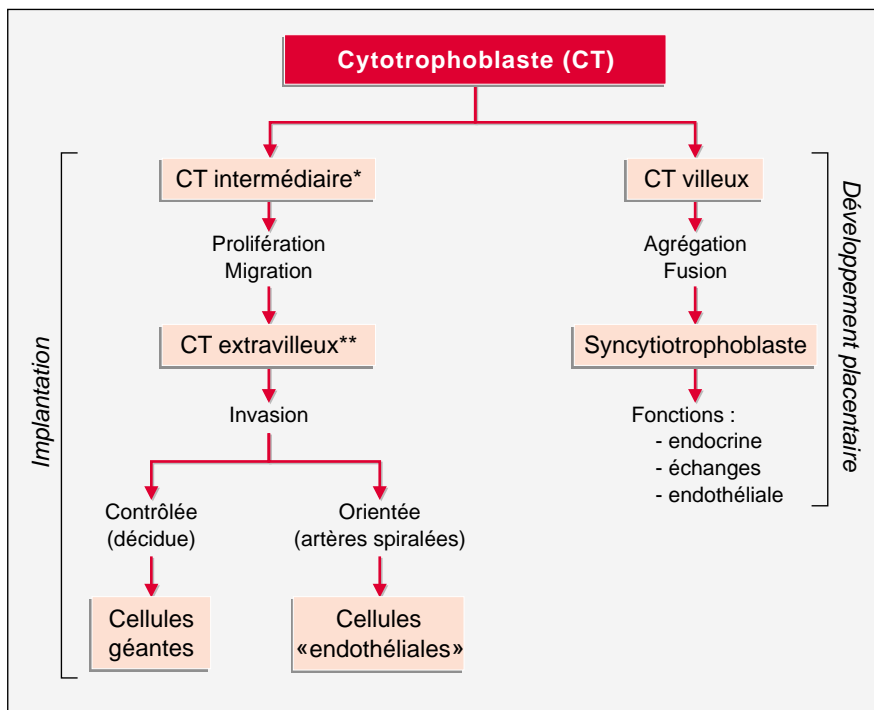 Cytotrophoblaste (CT)
Implantation
CT intermédiaire*
Prolifération
Migration
CT extravilleux**
Invasion
Contrôlée
(décidue)
Cellules
géantes
Orientée
(artères spiralées)
Cellules
«endothéliales»
CT villeux
Agrégation
Fusion
Syncytiotrophoblaste
Fonctions :
- endocrine
- échanges
- endothéliale
Développement placentaire